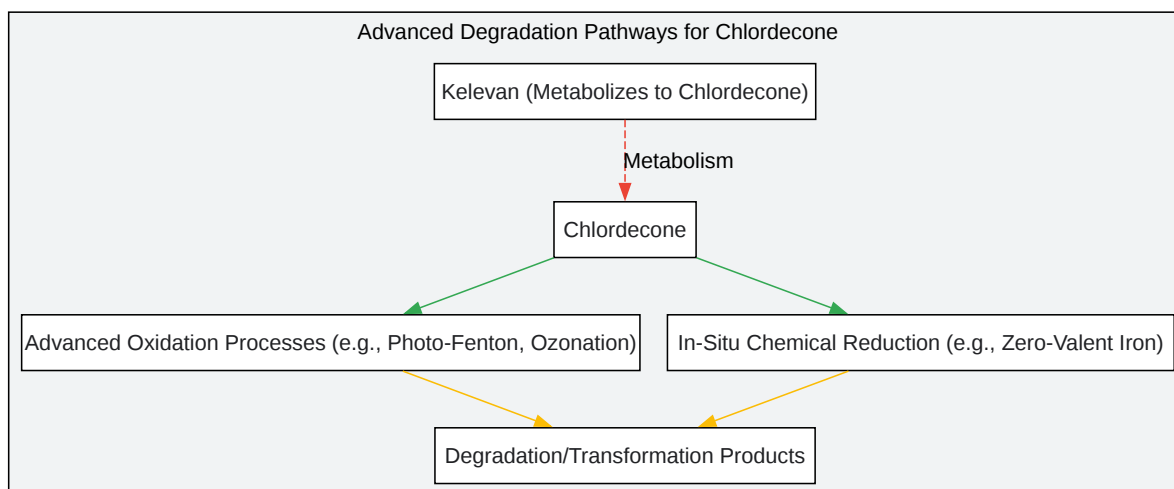 Advanced Degradation Pathways for Chlordecone
Kelevan (Metabolizes to Chlordecone)
Metabolism
Chlordecone
Advanced Oxidation Processes (e.g., Photo-Fenton, Ozonation)
In-Situ Chemical Reduction (e.g., Zero-Valent Iron)
Degradation/Transformation Products